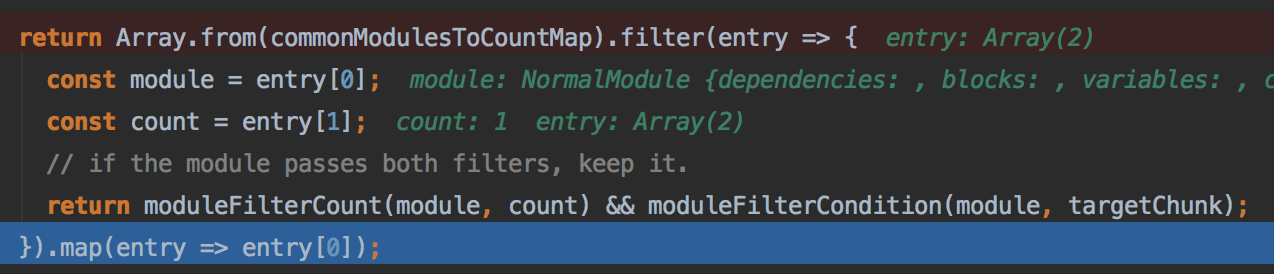 return Array.from(commonModulesToCountMap).filter(entry => {  entry: Array(2)
  const module = entry[0];  module: NormalModule {dependencies: , blocks: , variables: , c
  const count = entry[1];  count: 1  entry: Array(2)
  // if the module passes both filters, keep it.
  return moduleFilterCount(module, count) && moduleFilterCondition(module, targetChunk);
}).map(entry => entry[0]);